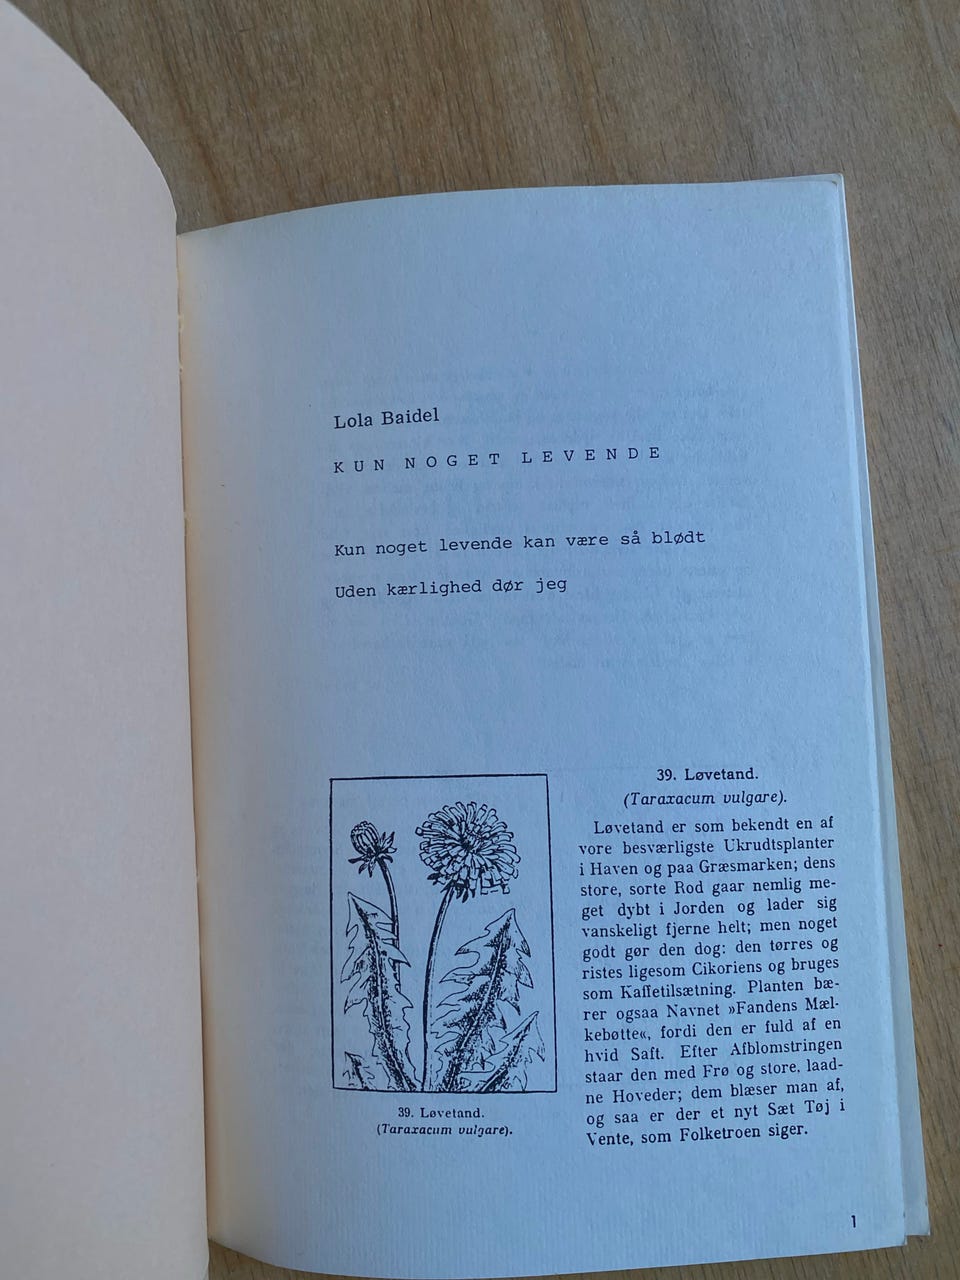 Lola Baidel
KUN NOGET LEVENDE
Kun noget levende kan være så blødt
Uden kærlighed dør jeg
39. Løvetand.
(Taraxacum vulgare).
39. Løvetand.
(Taraxacum vulgare).
Løvetand er som bekendt en af
vore besværligste Ukrudtsplanter
i Haven og paa Græsmarken; dens
store, sorte Rod gaar nemlig me-
get dybt i Jorden og lader sig
vanskeligt fjerne helt; men noget
godt gør den dog: den tørres og
ristes ligesom Cikoriens og bruges
som Kaffetilsætning. Planten bæ-
rer ogsaa Navnet »Fandens Mæl-
kebøtte«, fordi den er fuld af en
hvid Saft. Efter Afblomstringen
staar den med Frø og store, laad-
ne Hoveder; dem blæser man af,
og saa er der et nyt Sæt Tøj i
Vente, som Folketroen siger.
1